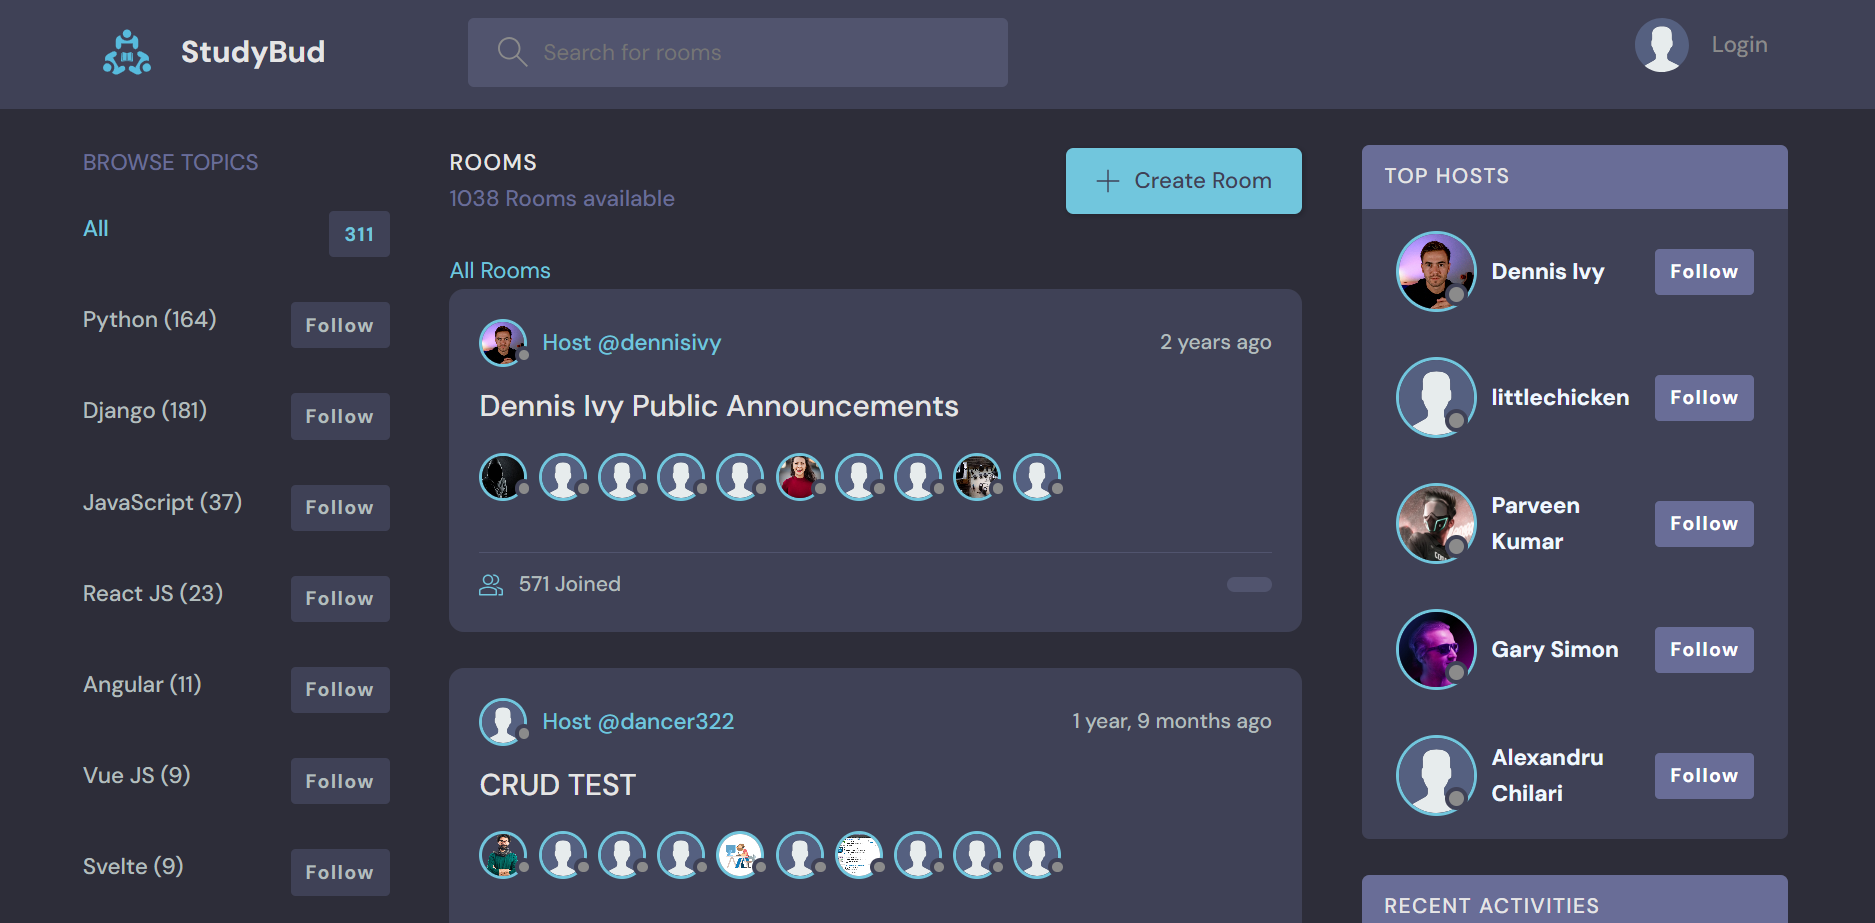 StudyBud
Search for rooms
Login
BROWSE TOPICS
All
311
Python (164)
Follow
Django (181)
Follow
JavaScript (37)
Follow
React JS (23)
Follow
Angular (11)
Follow
Vue JS (9)
Follow
Svelte (9)
Follow
ROOMS
1038 Rooms available
Create Room
All Rooms
Host @dennisivy
2 years ago
Dennis Ivy Public Announcements
571 Joined
Host @dancer322
1 year, 9 months ago
CRUD TEST
TOP HOSTS
Dennis Ivy
Follow
littlechicken
Follow
Parveen
Kumar
Follow
Gary Simon
Follow
Alexandru
Chilari
Follow
RECENT ACTIVITIES